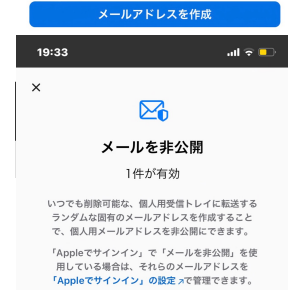 メールアドレスを作成
19:33
メールを非公開
1件が有効
いつでも削除可能な、個人用受信トレイに転送する
ランダムな固有のメールアドレスを作成すること
で、個人用メールアドレスを非公開にできます。
「Appleでサインイン」で「メールを非公開」を使
用している場合は、それらのメールアドレスを
「Appleでサインイン」の設定↗で管理できます。